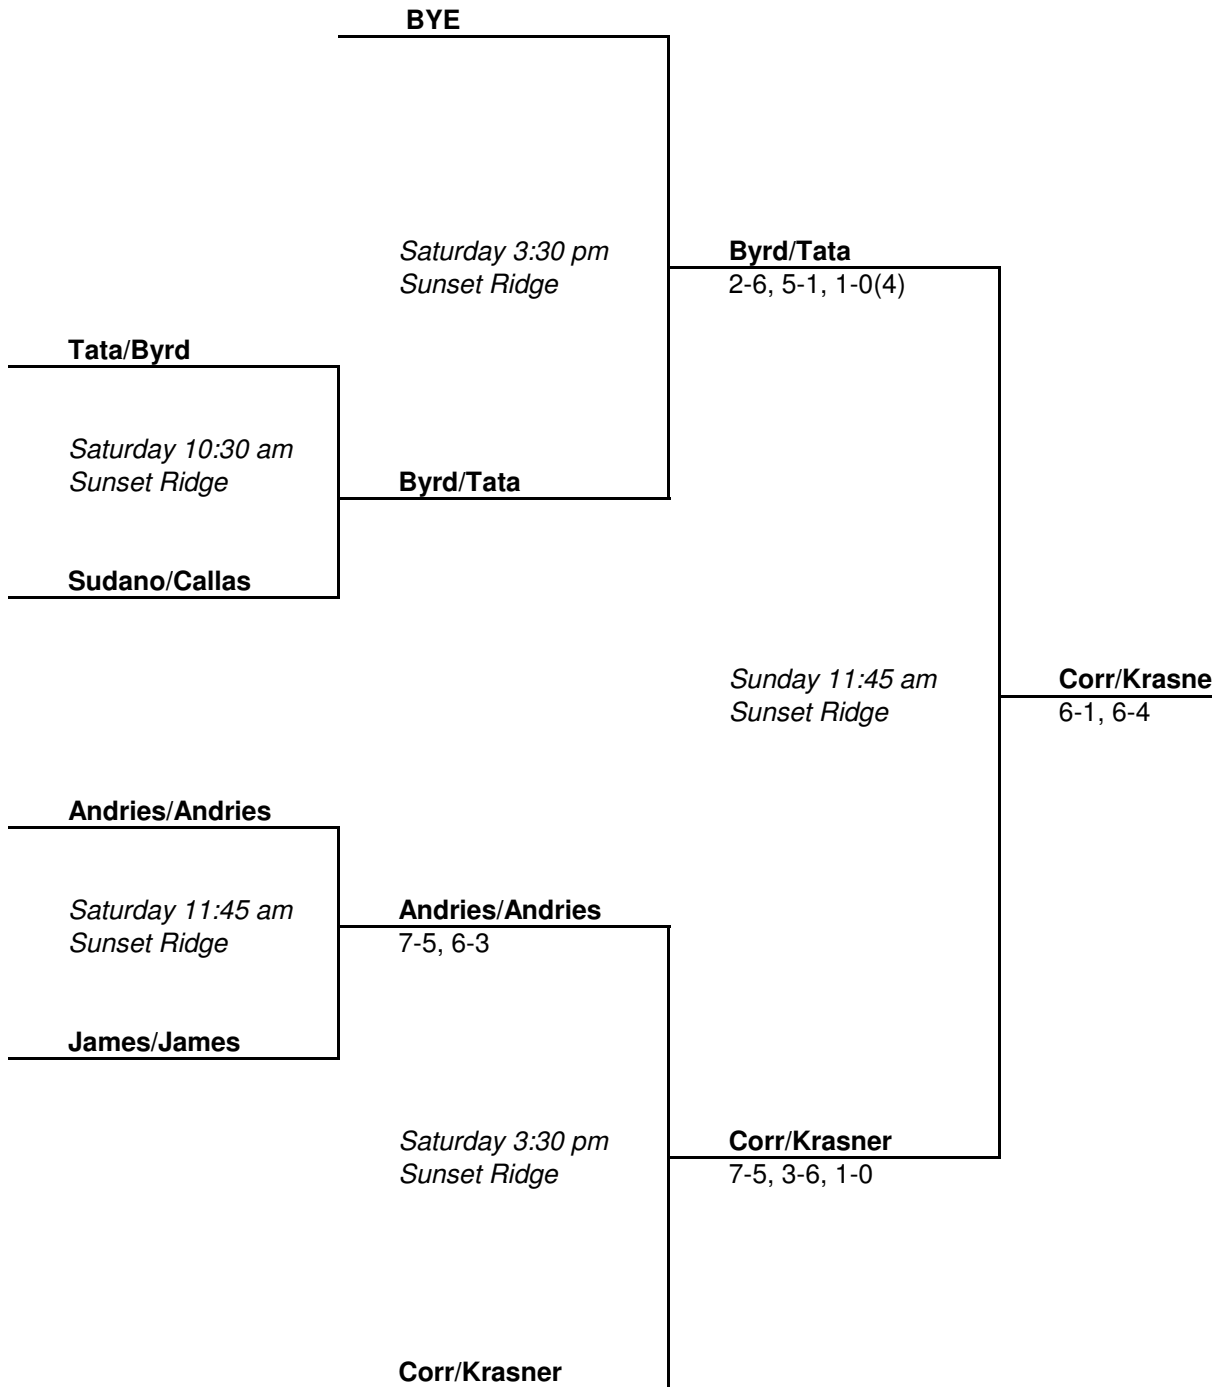 BYE
Saturday 3:30 pm
Sunset Ridge
Byrd/Tata
2-6, 5-1, 1-0(4)
Tata/Byrd
Saturday 10:30 am
Sunset Ridge
Byrd/Tata
Sudano/Callas
Sunday 11:45 am
Sunset Ridge
Corr/Krasne
6-1, 6-4
Andries/Andries
Saturday 11:45 am
Sunset Ridge
Andries/Andries
7-5, 6-3
James/James
Saturday 3:30 pm
Sunset Ridge
Corr/Krasner
7-5, 3-6, 1-0
Corr/Krasner